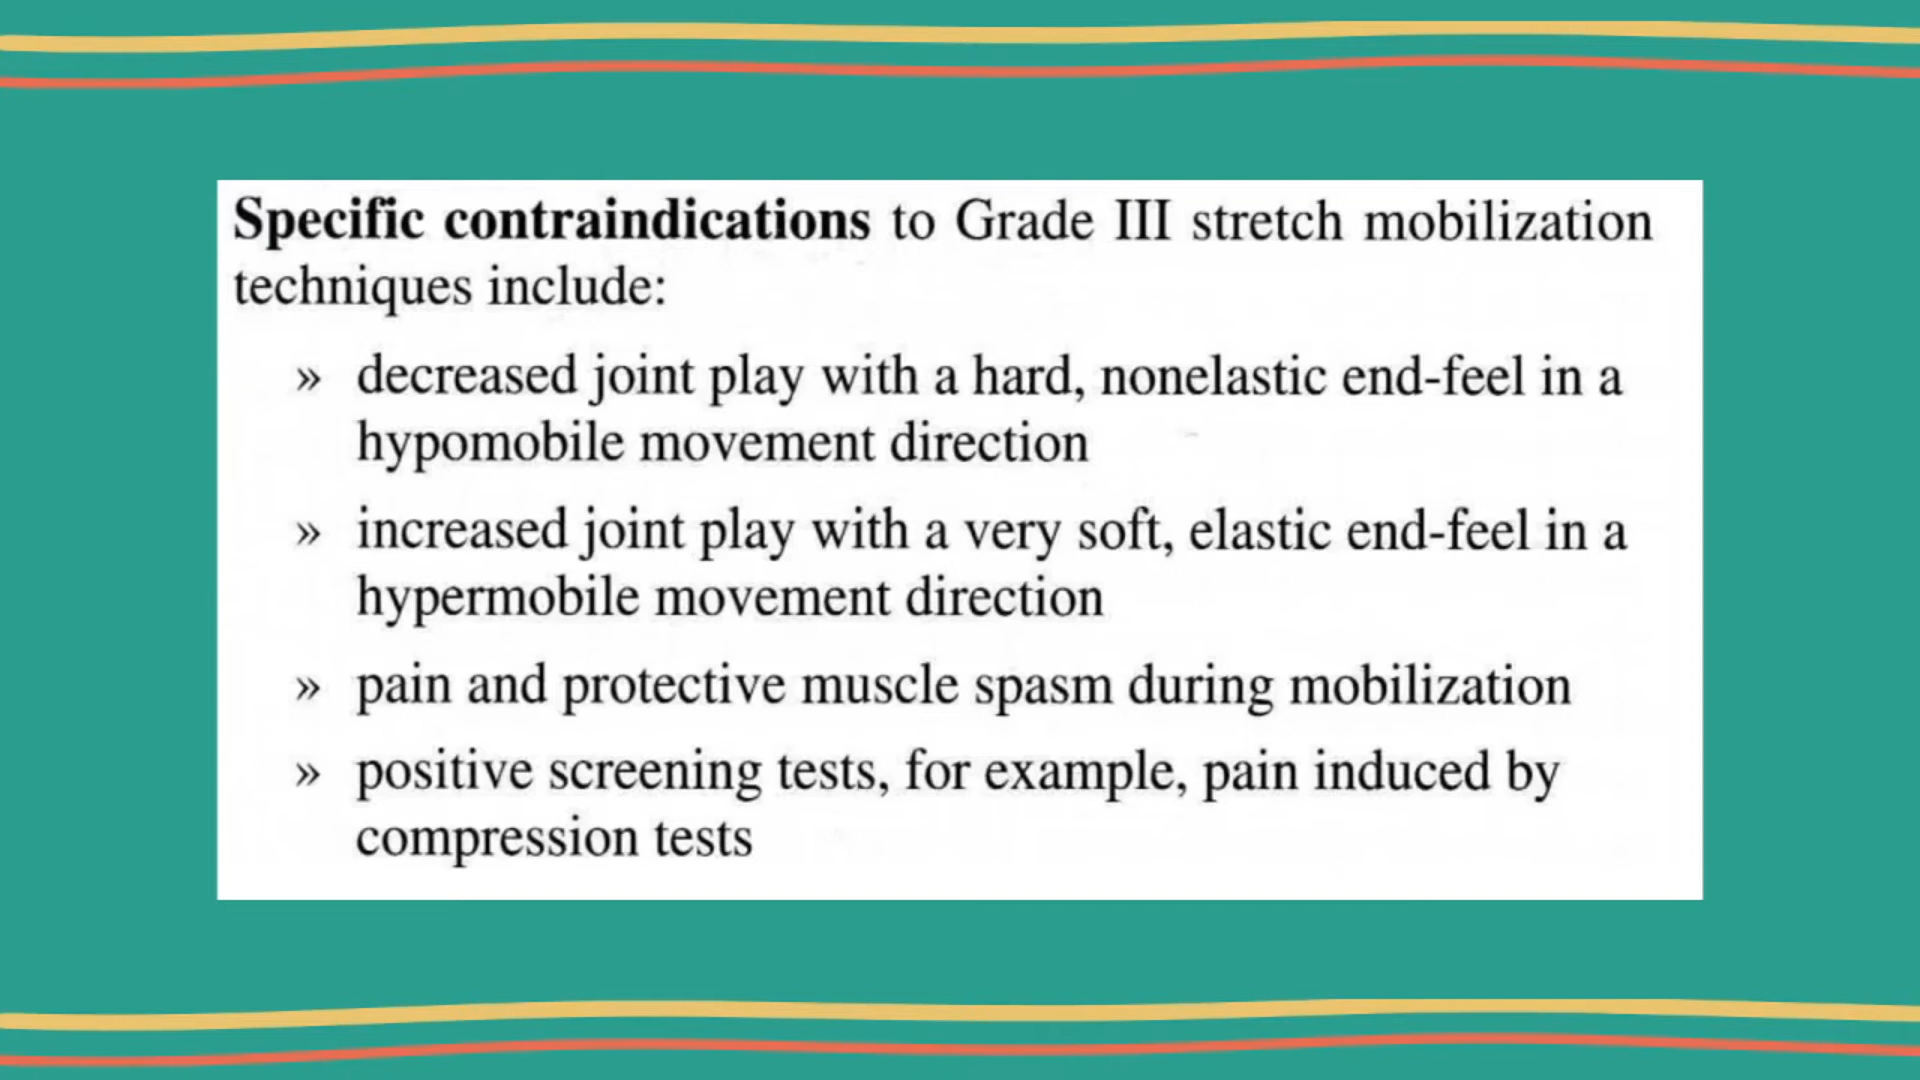 Specific contraindications to Grade III stretch mobilization
techniques include:
» decreased joint play with a hard, nonelastic end-feel in a
hypomobile movement direction
» increased joint play with a very soft, elastic end-feel in a
hypermobile movement direction
» pain and protective muscle spasm during mobilization
» positive screening tests, for example, pain induced by
compression tests